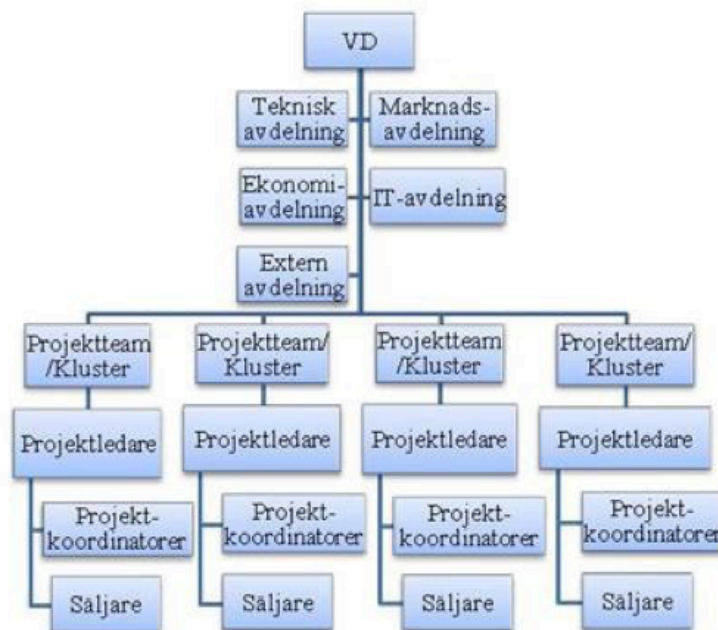 VD
Teknisk
avdelning
Marknads-
avdelning
Ekonomi-
avdelning
IT-avdelning
Extern
avdelning
Projektteam
/Kluster
Projektteam/
Kluster
Projektteam
/Kluster
Projektteam/
Kluster
Projektledare
Projektledare
Projektledare
Projektledare
Projekt-
koordinatorer
Projekt-
koordinatorer
Projekt-
koordinatorer
Projekt-
koordinatorer
Säljare
Säljare
Säljare
Säljare